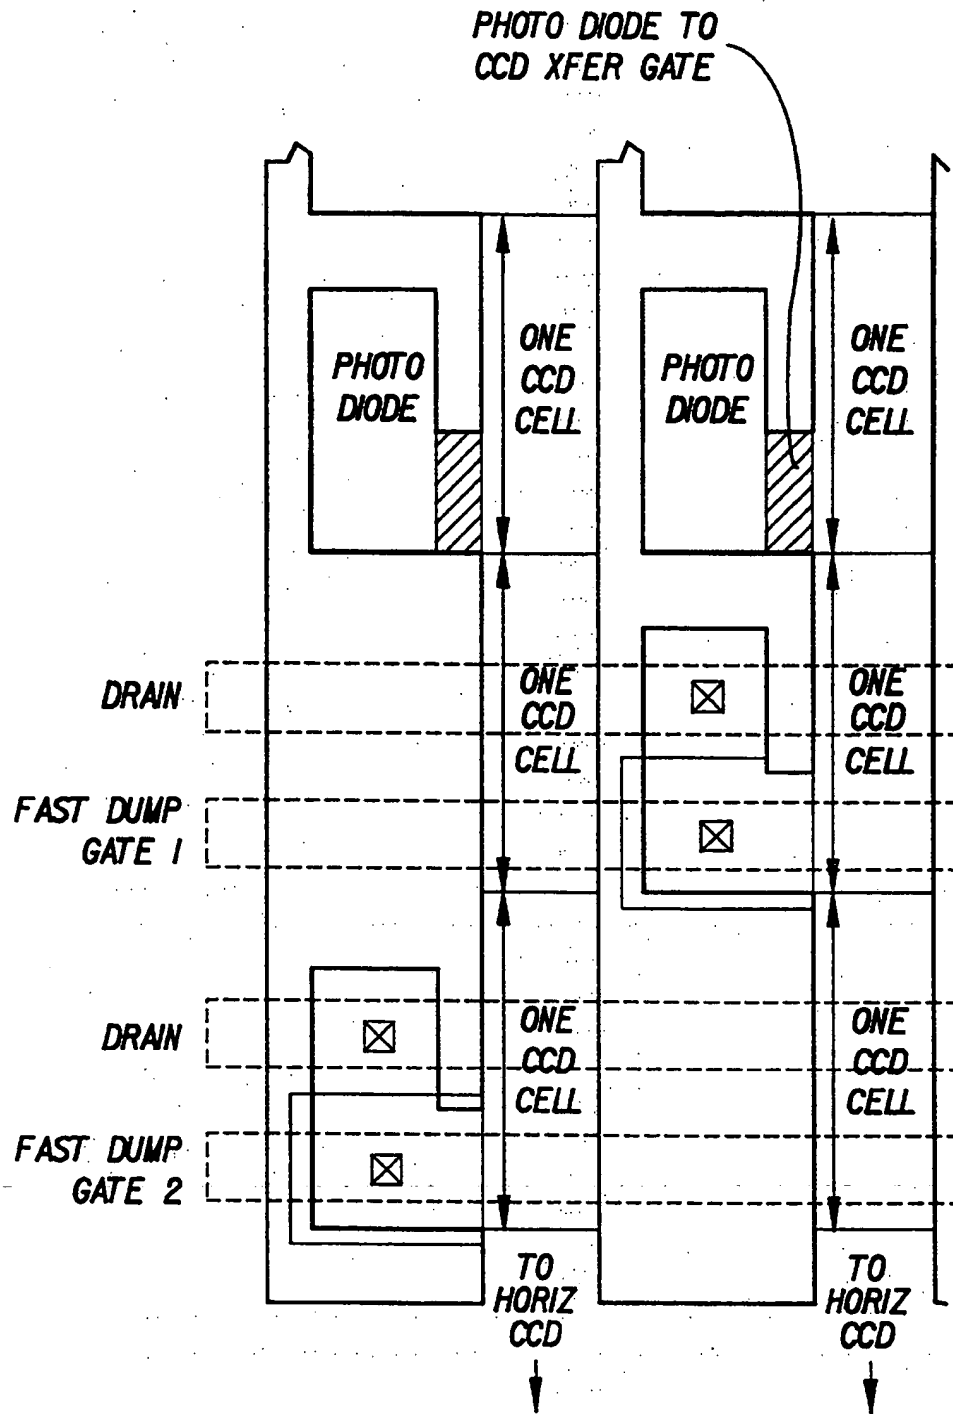 PHOTO DIODE TO
CCD XFER GATE
PHOTO
DIODE
ONE
CCD
CELL
PHOTO
DIODE
ONE
CCD
CELL
DRAIN
ONE
CCD
CELL
ONE
CCD
CELL
FAST DUMP
GATE 1
DRAIN
ONE
CCD
CELL
ONE
CCD
CELL
FAST DUMP
GATE 2
TO
HORIZ
CCD
TO
HORIZ
CCD